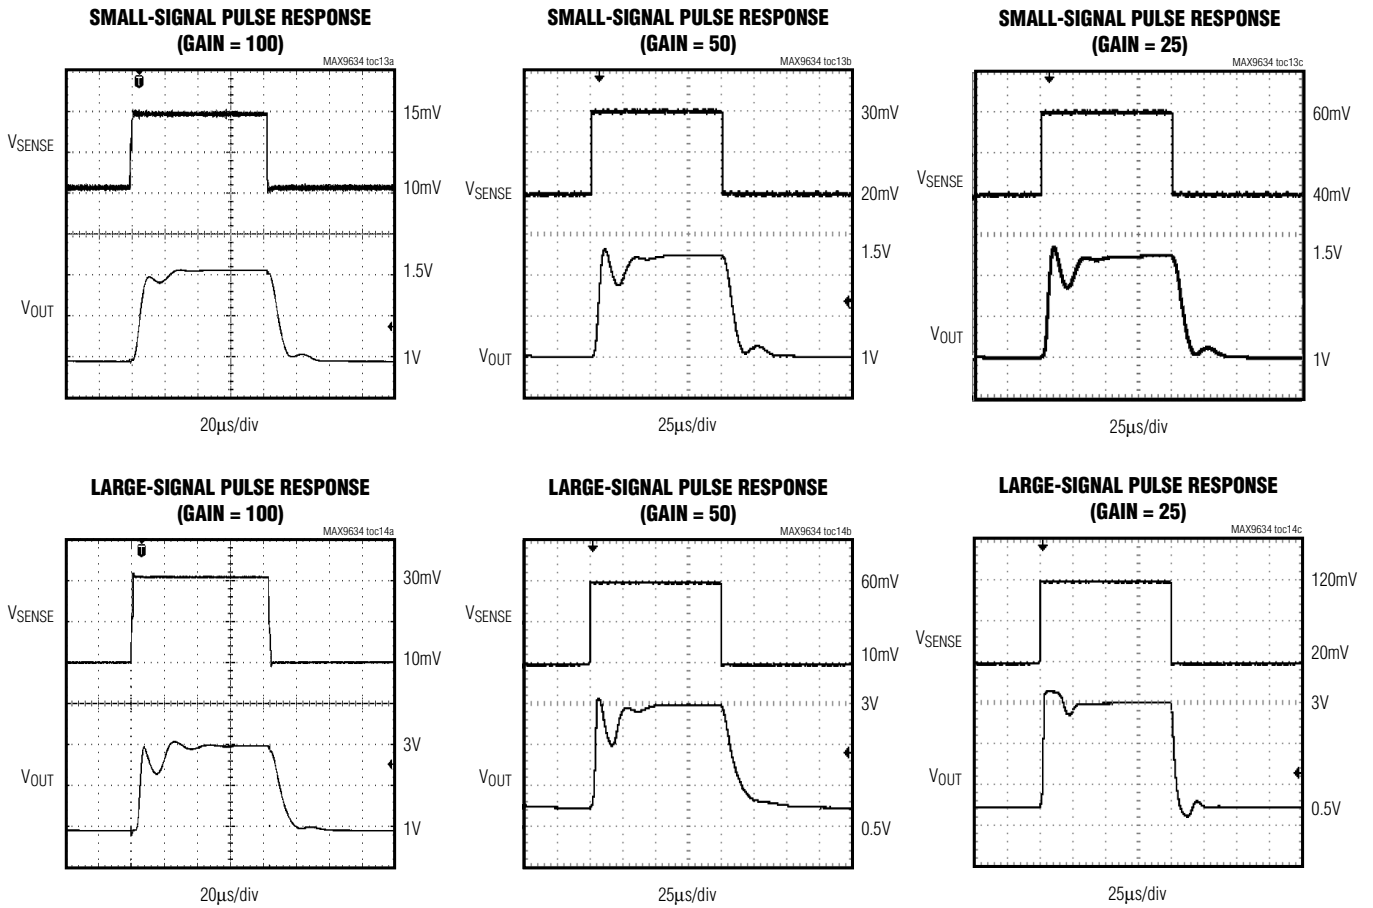 SMALL-SIGNAL PULSE RESPONSE
(GAIN = 100)
MAX9634 toc13a
VSENSE
15mV
10mV
VOUT
1.5V
1V
20µs/div
SMALL-SIGNAL PULSE RESPONSE
(GAIN = 50)
MAX9634 toc13b
VSENSE
30mV
20mV
VOUT
1.5V
1V
25µs/div
SMALL-SIGNAL PULSE RESPONSE
(GAIN = 25)
MAX9634 toc13c
VSENSE
60mV
40mV
VOUT
1.5V
1V
25µs/div
LARGE-SIGNAL PULSE RESPONSE
(GAIN = 100)
MAX9634 toc14a
VSENSE
30mV
10mV
VOUT
3V
1V
20µs/div
LARGE-SIGNAL PULSE RESPONSE
(GAIN = 50)
MAX9634 toc14b
VSENSE
60mV
10mV
VOUT
3V
0.5V
25µs/div
LARGE-SIGNAL PULSE RESPONSE
(GAIN = 25)
MAX9634 toc14c
VSENSE
120mV
20mV
VOUT
3V
0.5V
25µs/div